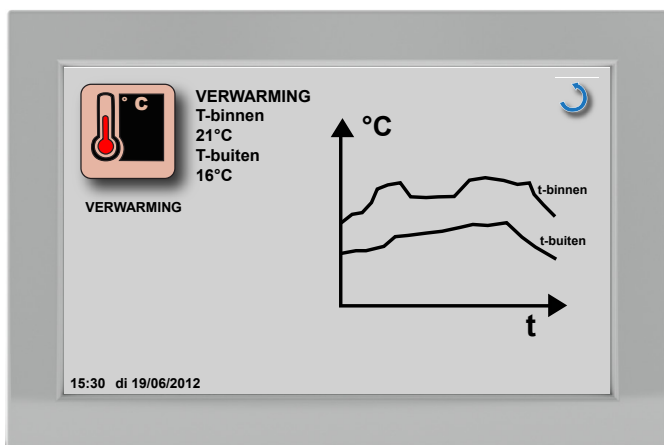 ° C
VERWARMING
VERWARMING
T-binnen
21°C
T-buiten
16°C
°C
t-binnen
t-buiten
t
15:30 di 19/06/2012